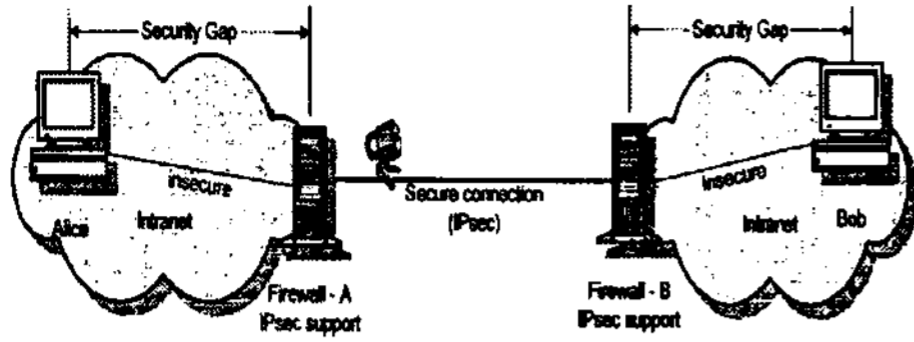 Security Gap
Security Gap
insecure
Secure connection
(IPsec)
insecure
Alice
Intranet
Intranet
Bob
Firewall - A
IPsec support
Firewall - B
IPsec support